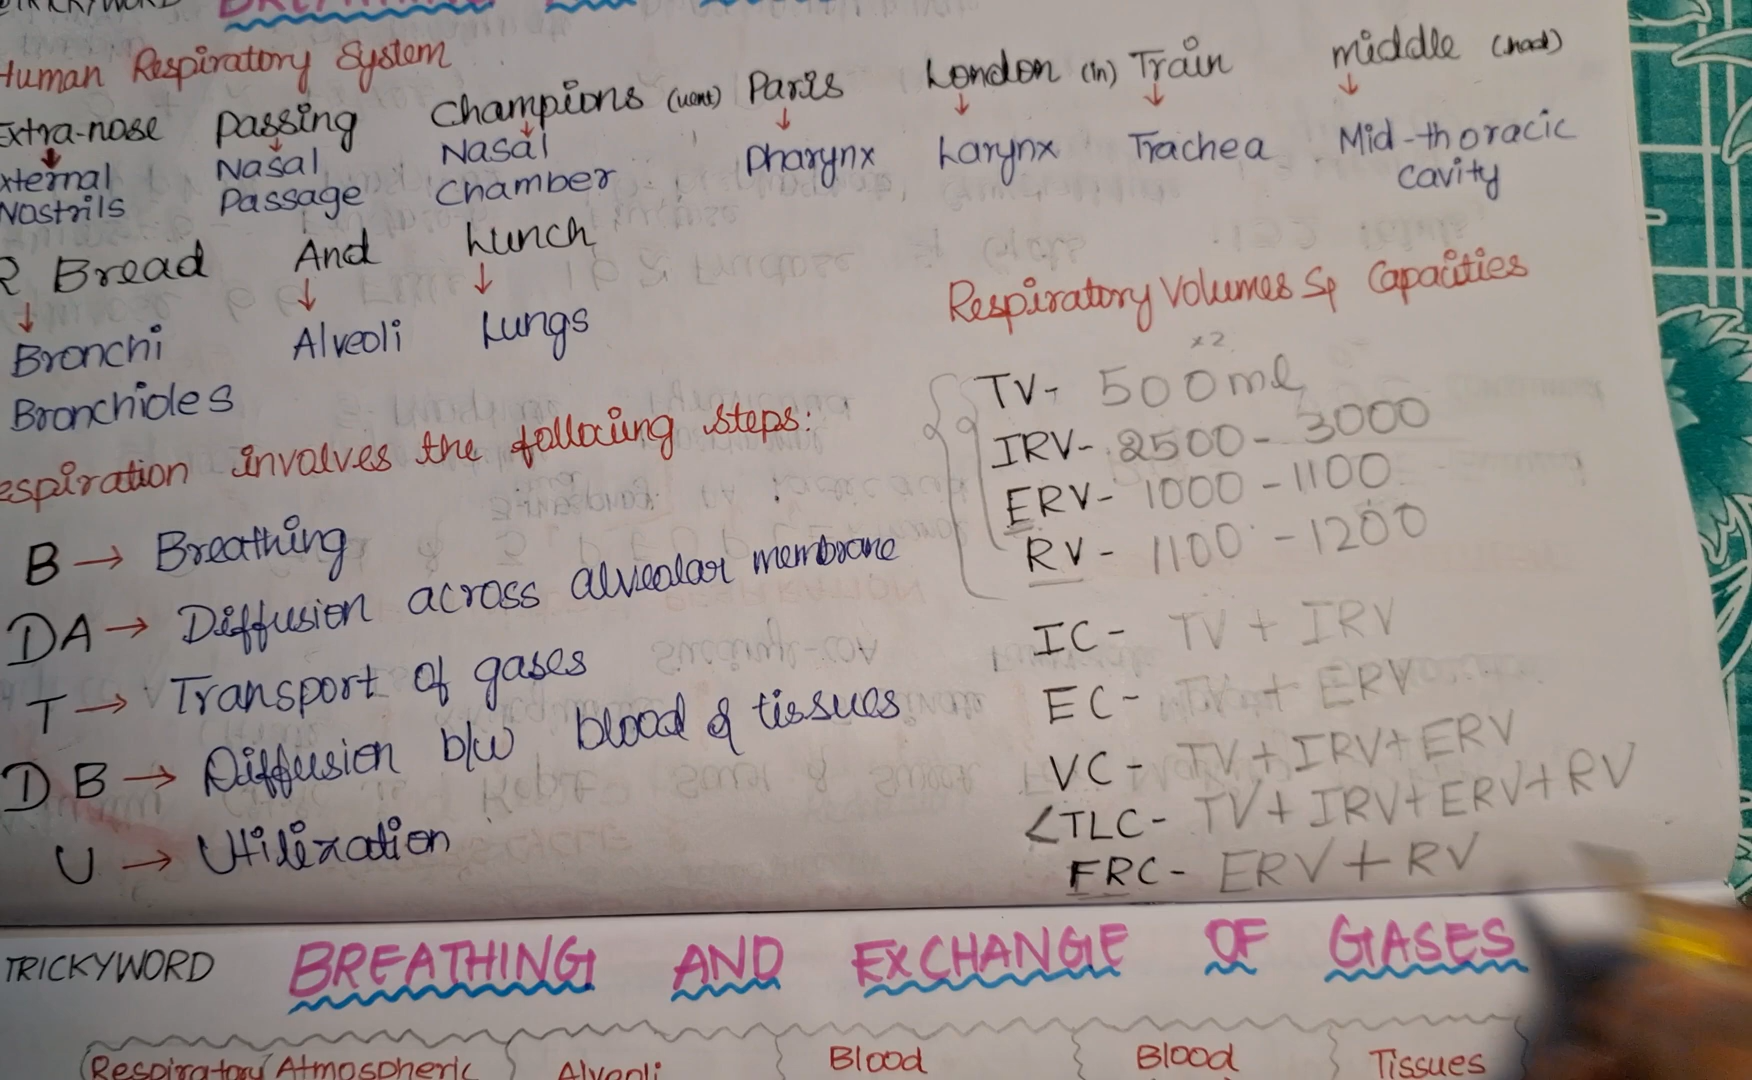 Human Respiratory System
Extra-nose Passing Champions (went) Paris London (in) Train middle (had)
xternal Nostrils
Nasal Passage
Nasal Chamber
Pharynx
Larynx
Trachea
Mid-thoracic cavity
Bread And Lunch
Bronchi Alveoli Lungs
Bronchioles
espiration involves the following steps:
B → Breathing
DA → Diffusion across alveolar membrane
T → Transport of gases
DB → Diffusion b/w blood & tissues
U → Utilization
Respiratory Volumes & Capacities
x2
TV- 500ml
IRV- 2500-3000
ERV- 1000-1100
RV- 1100-1200
IC- TV + IRV
EC- TV + ERV
VC- TV+IRV+ERV
TLC- TV+IRV+ERV+RV
FRC- ERV+RV
TRICKYWORD BREATHING AND EXCHANGE OF GASES
Respiratory Atmospheric Alveoli Blood Blood Tissues